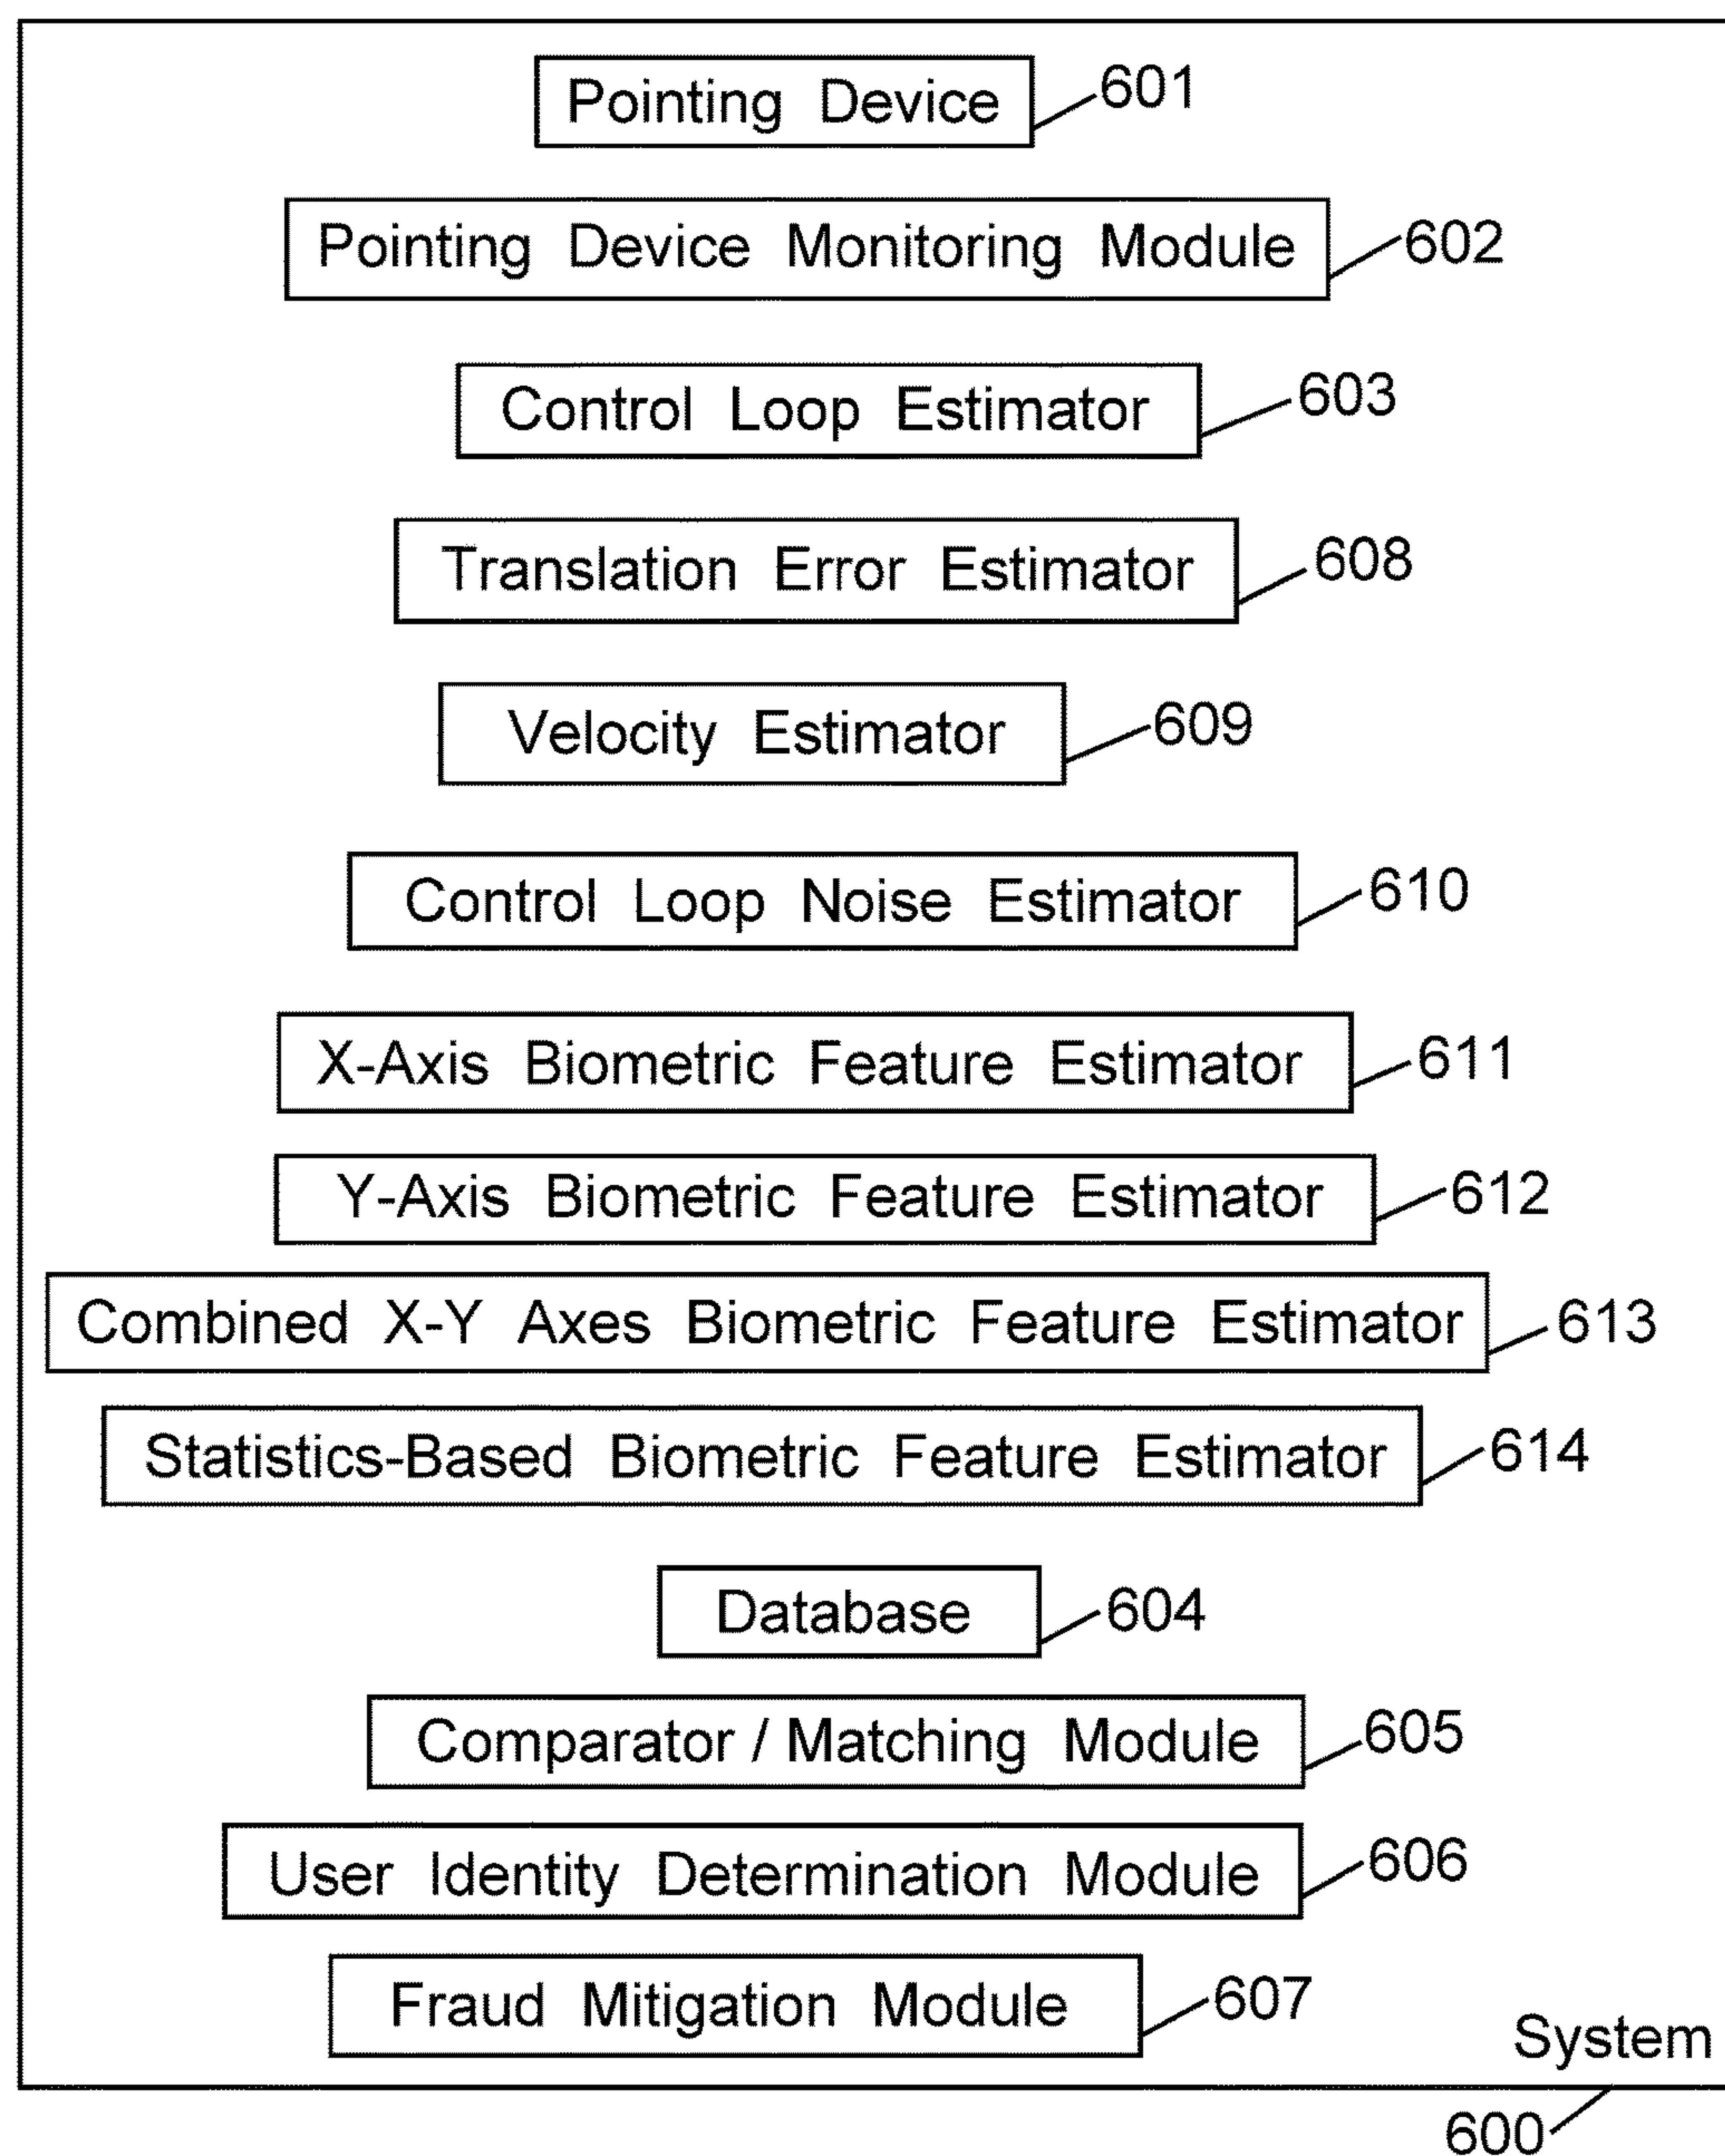 Pointing Device 601
Pointing Device Monitoring Module 602
Control Loop Estimator 603
Translation Error Estimator 608
Velocity Estimator 609
Control Loop Noise Estimator 610
X-Axis Biometric Feature Estimator 611
Y-Axis Biometric Feature Estimator 612
Combined X-Y Axes Biometric Feature Estimator 613
Statistics-Based Biometric Feature Estimator 614
Database 604
Comparator / Matching Module 605
User Identity Determination Module 606
Fraud Mitigation Module 607
System
600